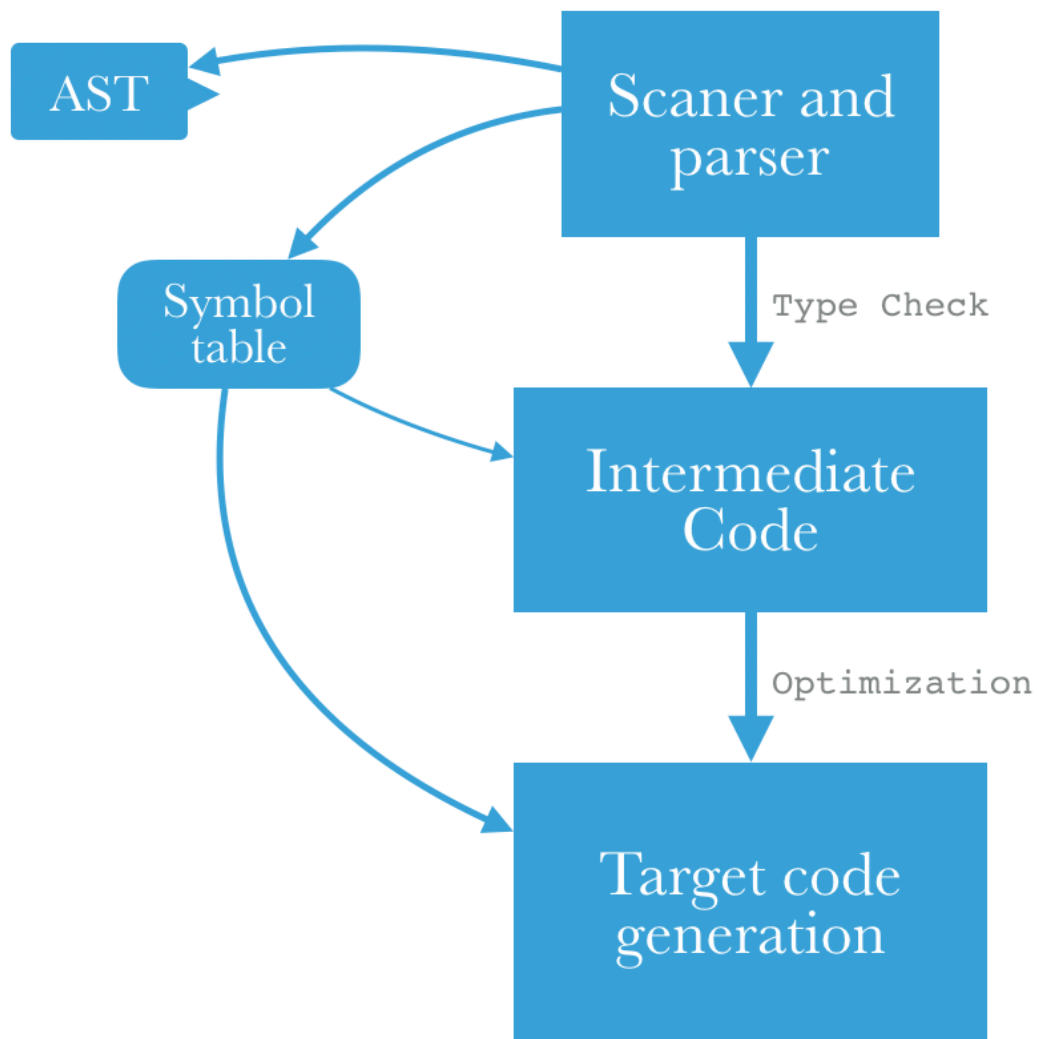 AST
Scaner and
parser
Symbol
table
Type Check
Intermediate
Code
Optimization
Target code
generation